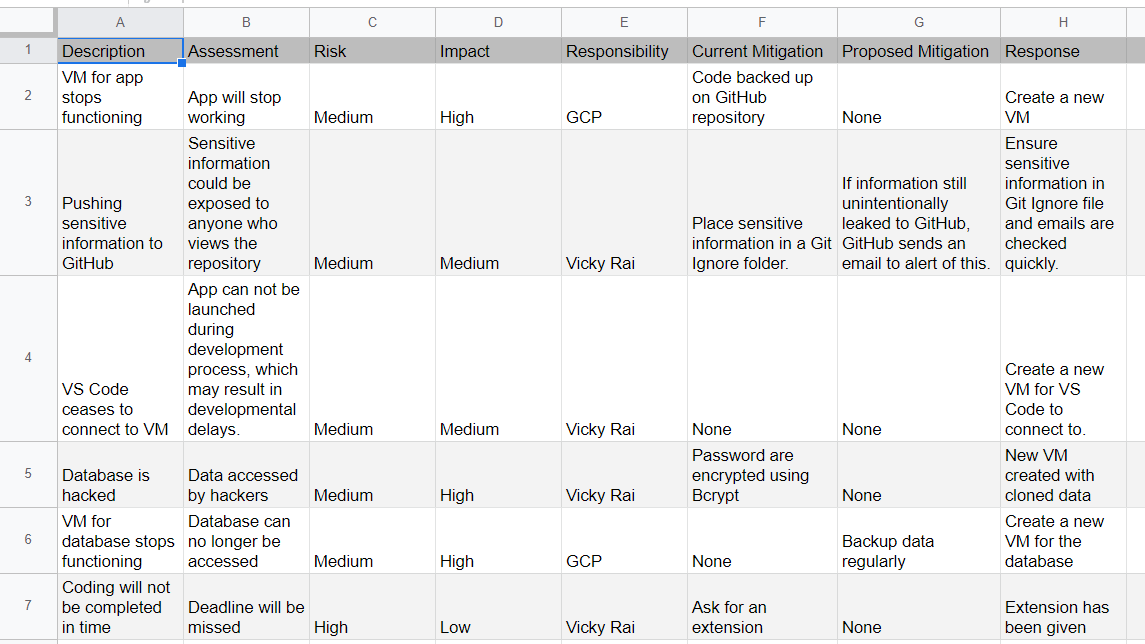 A B C D E F G H
1 Description Assessment Risk Impact Responsibility Current Mitigation Proposed Mitigation Response
2
VM for app
stops
functioning
App will stop
working
Medium
High
GCP
Code backed up
on GitHub
repository
None
Create a new
VM
3
Pushing
sensitive
information to
GitHub
Sensitive
information
could be
exposed to
anyone who
views the
repository
Medium
Medium
Vicky Rai
Place sensitive
information in a Git
Ignore folder.
If information still
unintentionally
leaked to GitHub,
GitHub sends an
email to alert of this.
Ensure
sensitive
information in
Git Ignore file
and emails are
checked
quickly.
4
VS Code
ceases to
connect to VM
App can not be
launched
during
development
process, which
may result in
developmental
delays.
Medium
Medium
Vicky Rai
None
None
Create a new
VM for VS
Code to
connect to.
5
Database is
hacked
Data accessed
by hackers
Medium
High
Vicky Rai
Password are
encrypted using
Bcrypt
None
New VM
created with
cloned data
6
VM for
database stops
functioning
Database can
no longer be
accessed
Medium
High
GCP
None
Backup data
regularly
Create a new
VM for the
database
7
Coding will not
be completed
in time
Deadline will be
missed
High
Low
Vicky Rai
Ask for an
extension
None
Extension has
been given